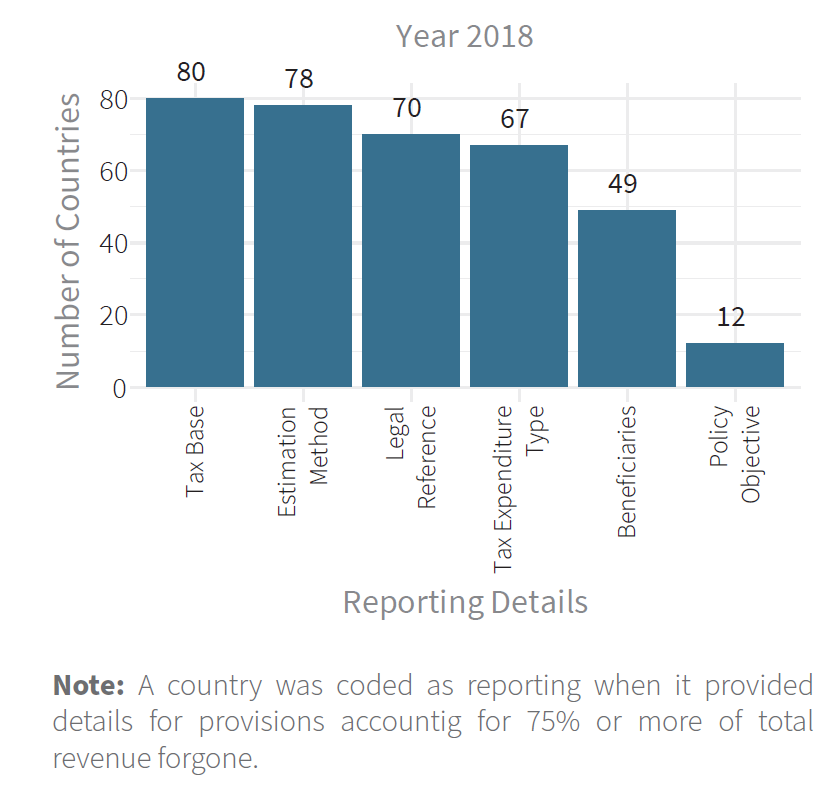 Year 2018
80
78
70
67
49
12
Number of Countries
80
60
40
20
0
Tax Base
Estimation
Method
Legal
Reference
Tax Expenditure
Type
Beneficiaries
Policy
Objective
Reporting Details
Note: A country was coded as reporting when it provided
details for provisions accountig for 75% or more of total
revenue forgone.